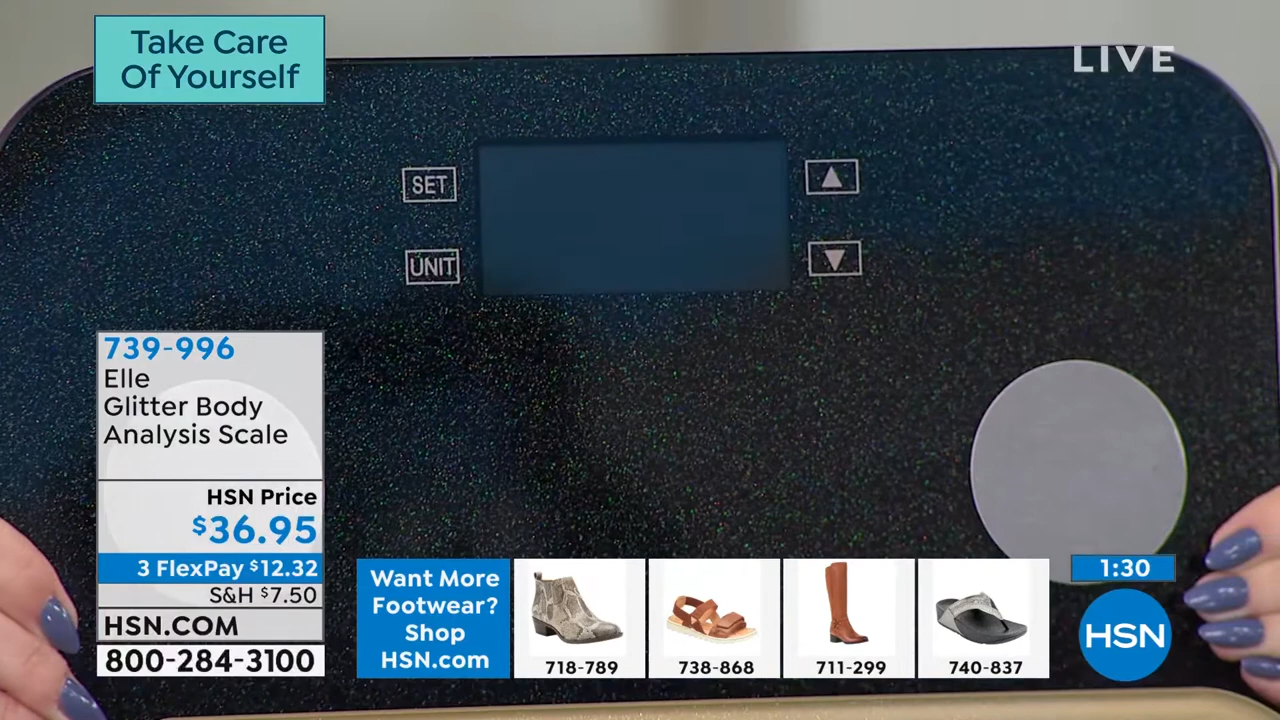 Take Care
Of Yourself
LIVE
SET
▲
UNIT
▼
739-996
Elle
Glitter Body
Analysis Scale
HSN Price
$36.95
3 FlexPay $12.32
S&H $7.50
HSN.COM
800-284-3100
Want More
Footwear?
Shop
HSN.com
718-789
738-868
711-299
740-837
1:30
HSN